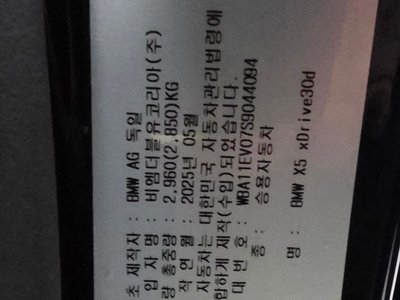 초 제작자 : BMW AG 독일
입 자 명 : 비엠더블유코리아(주)
량 총중량 : 2,960(2,850)KG
작 연 월 : 2025년 05월
자동차는 대한민국 자동차관리법령에
합하게 제작(수입)되었습니다.
대 번 호 : WBA11EV07S9O44094
종 : 승용자동차
명 : BMW X5 xDrive30d